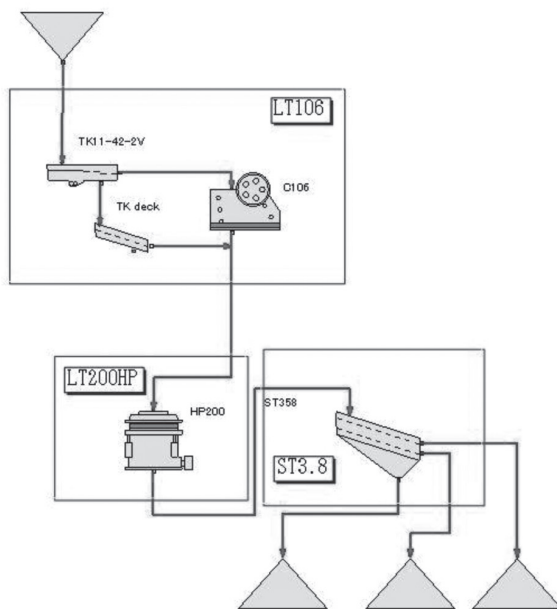 LT106
TK11-42-2V
C106
TK deck
LT200HP
HP200
ST358
ST3.8